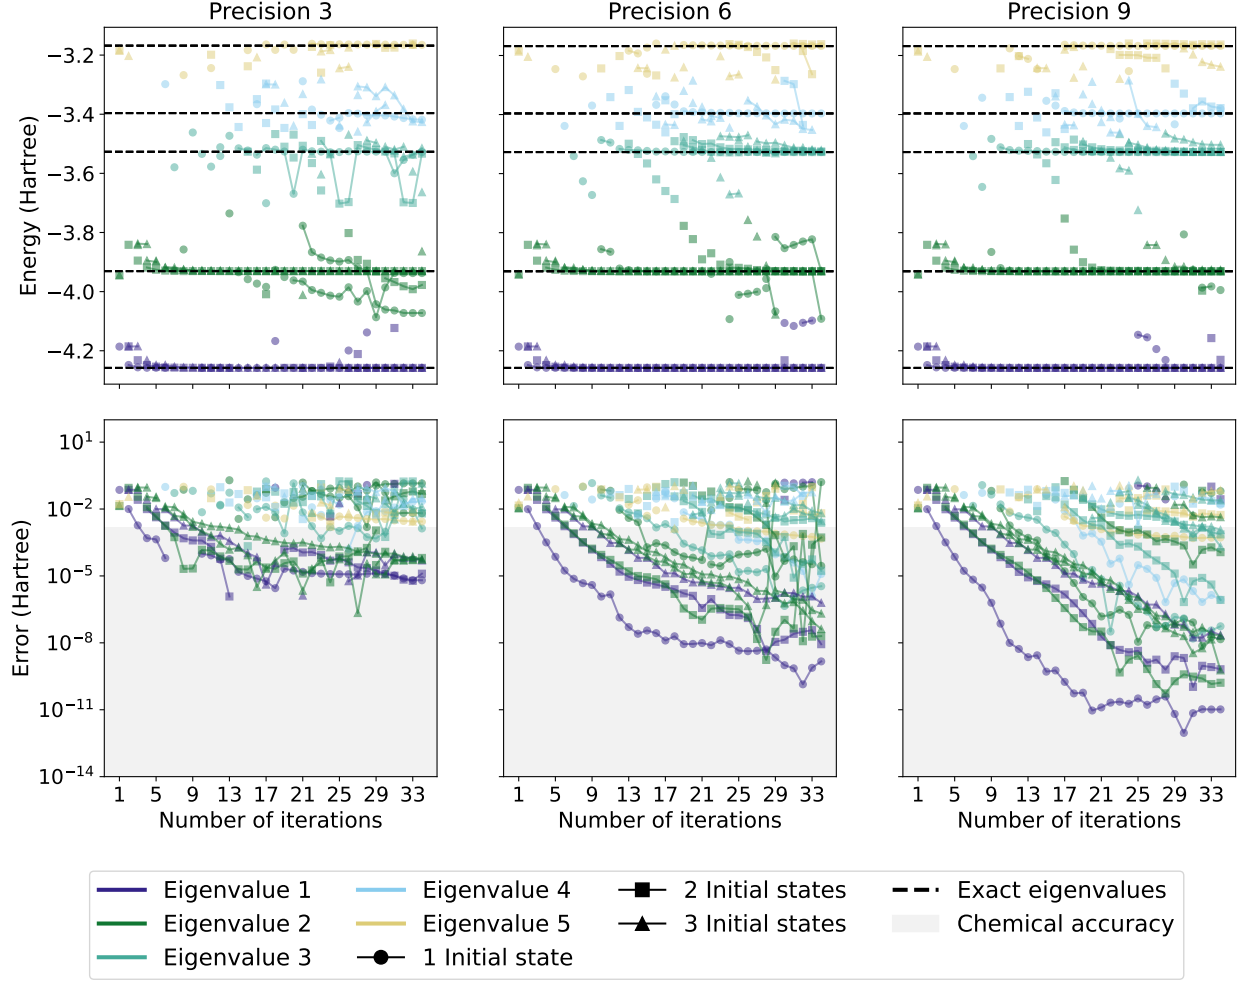 Precision 3 Precision 6 Precision 9
Energy (Hartree)
−3.2
−3.4
−3.6
−3.8
−4.0
−4.2
Error (Hartree)
10¹
10⁻²
10⁻⁵
10⁻⁸
10⁻¹¹
10⁻¹⁴
1 5 9 13 17 21 25 29 33 1 5 9 13 17 21 25 29 33 1 5 9 13 17 21 25 29 33
Number of iterations Number of iterations Number of iterations
Eigenvalue 1 Eigenvalue 4 2 Initial states Exact eigenvalues
Eigenvalue 2 Eigenvalue 5 3 Initial states Chemical accuracy
Eigenvalue 3 1 Initial state